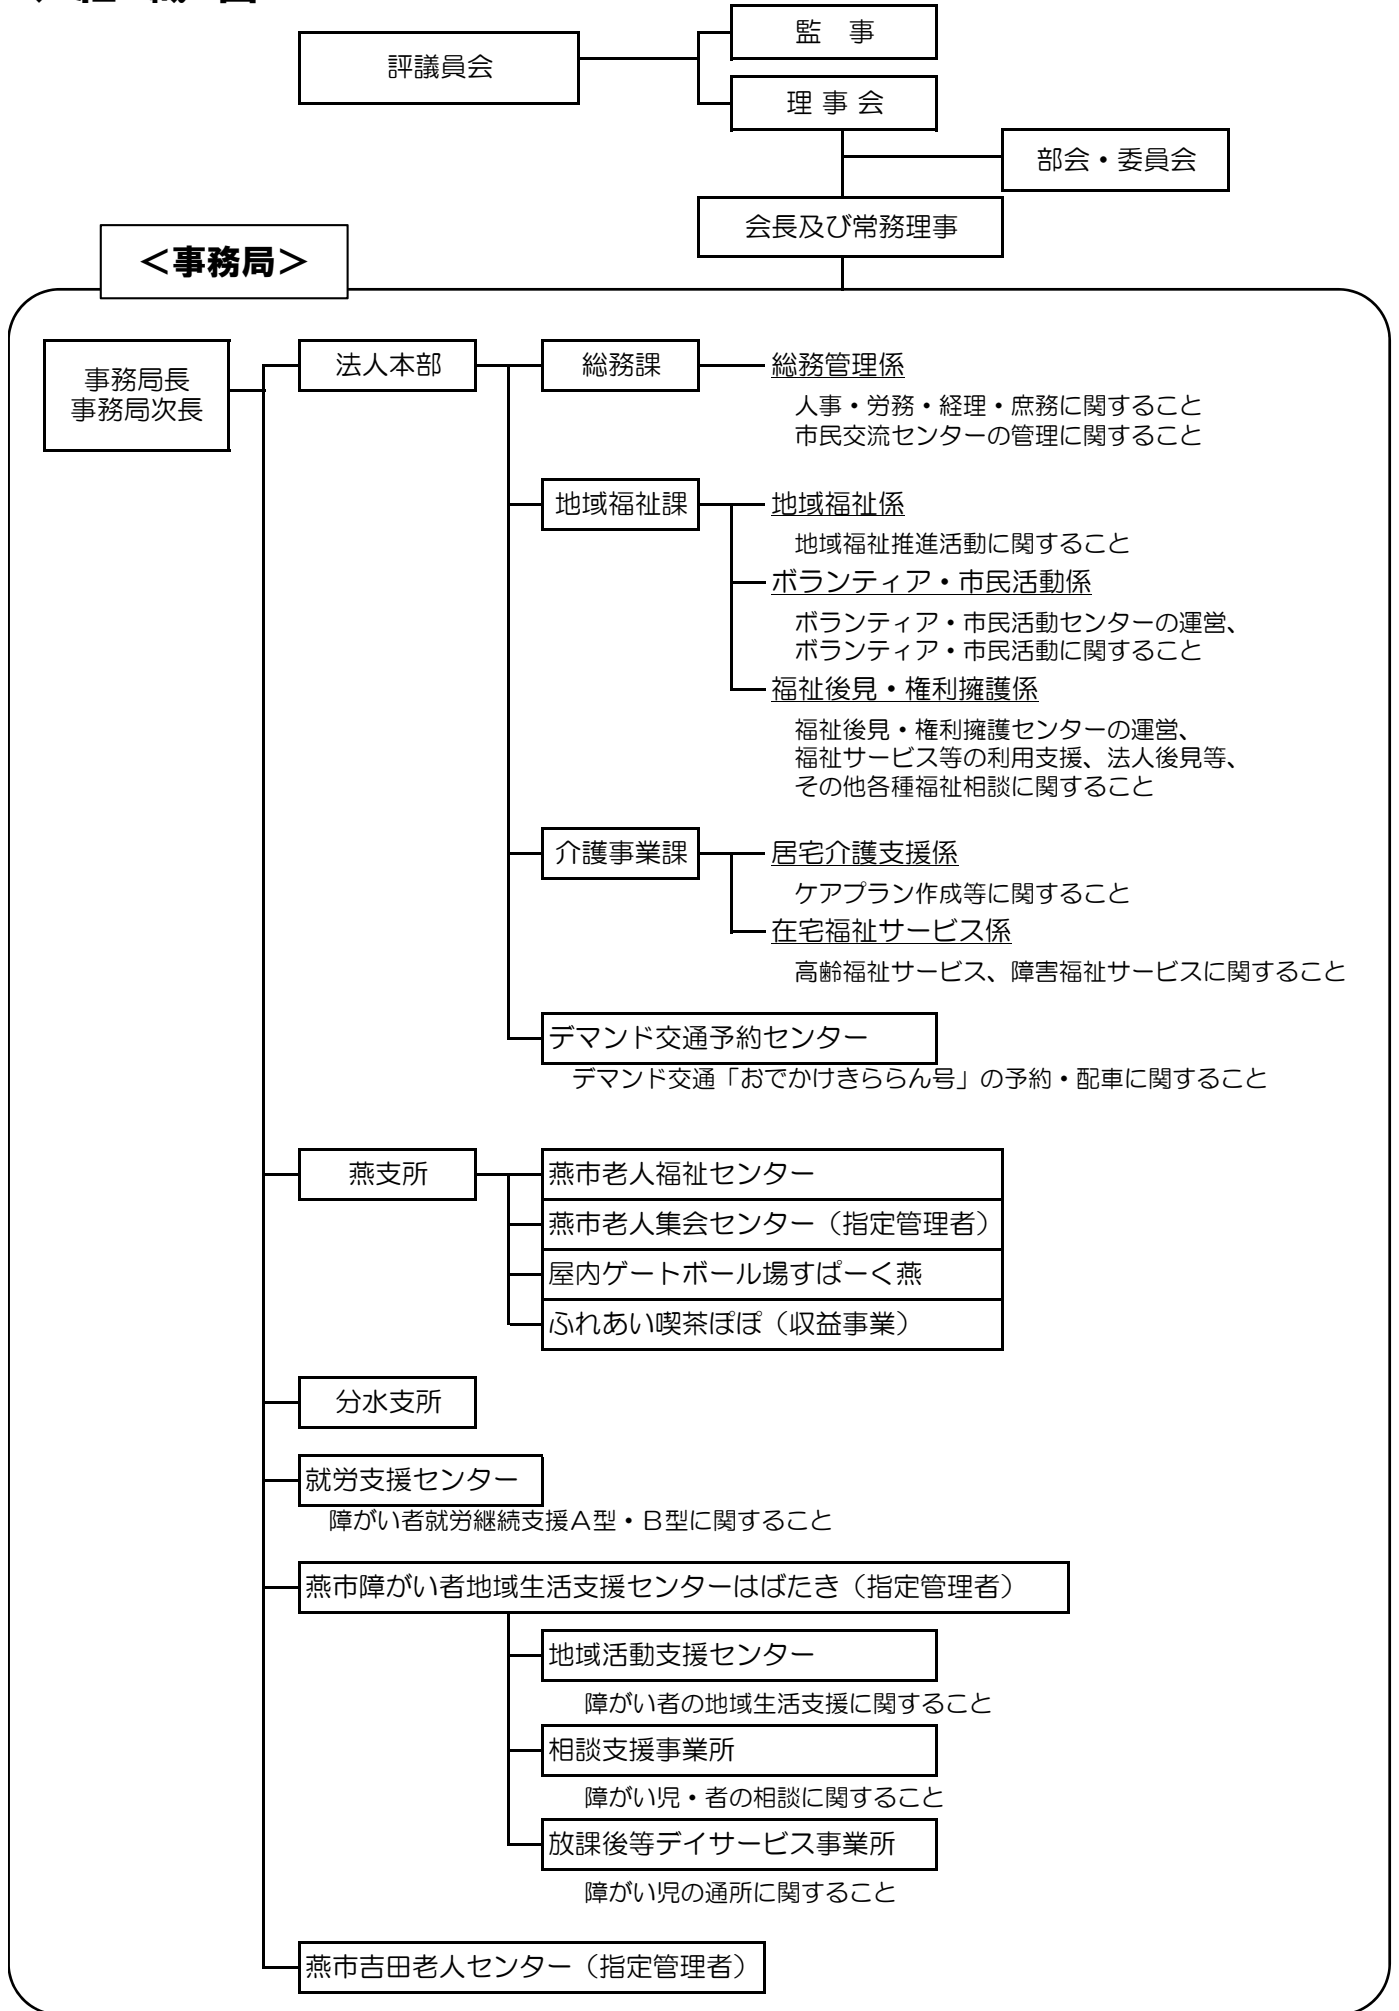 評議員会
監　事
理 事 会
部会・委員会
会長及び常務理事
＜事務局＞
事務局長
事務局次長
法人本部
総務課
総務管理係
人事・労務・経理・庶務に関すること
市民交流センターの管理に関すること
地域福祉課
地域福祉係
地域福祉推進活動に関すること
ボランティア・市民活動係
ボランティア・市民活動センターの運営、
ボランティア・市民活動に関すること
福祉後見・権利擁護係
福祉後見・権利擁護センターの運営、
福祉サービス等の利用支援、法人後見等、
その他各種福祉相談に関すること
介護事業課
居宅介護支援係
ケアプラン作成等に関すること
在宅福祉サービス係
高齢福祉サービス、障害福祉サービスに関すること
デマンド交通予約センター
デマンド交通「おでかけきららん号」の予約・配車に関すること
燕支所
燕市老人福祉センター
燕市老人集会センター（指定管理者）
屋内ゲートボール場すぱーく燕
ふれあい喫茶ぽぽ（収益事業）
分水支所
就労支援センター
障がい者就労継続支援Ａ型・Ｂ型に関すること
燕市障がい者地域生活支援センターはばたき（指定管理者）
地域活動支援センター
障がい者の地域生活支援に関すること
相談支援事業所
障がい児・者の相談に関すること
放課後等デイサービス事業所
障がい児の通所に関すること
燕市吉田老人センター（指定管理者）